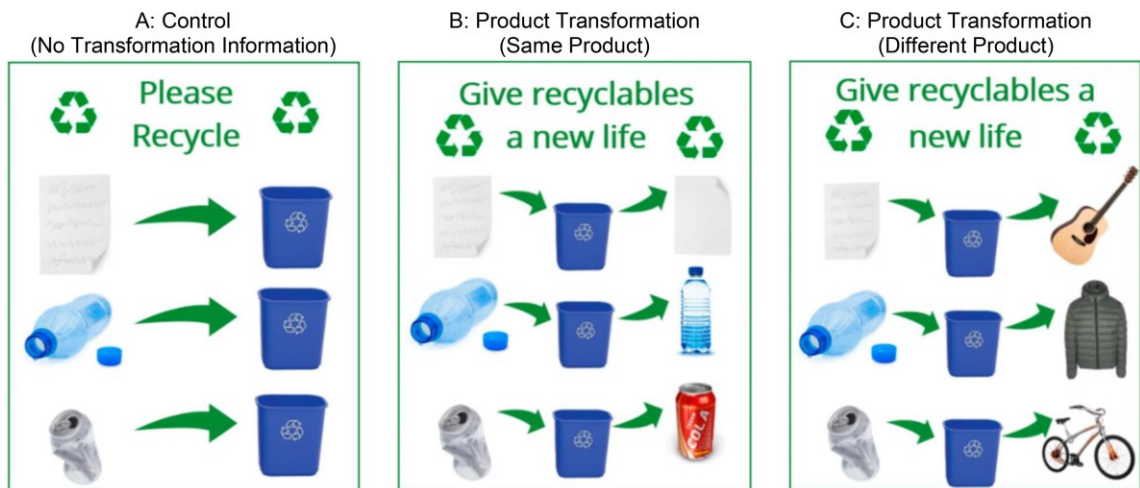 A: Control
(No Transformation Information)
Please
Recycle
B: Product Transformation
(Same Product)
Give recyclables
a new life
COLA
C: Product Transformation
(Different Product)
Give recyclables a
new life